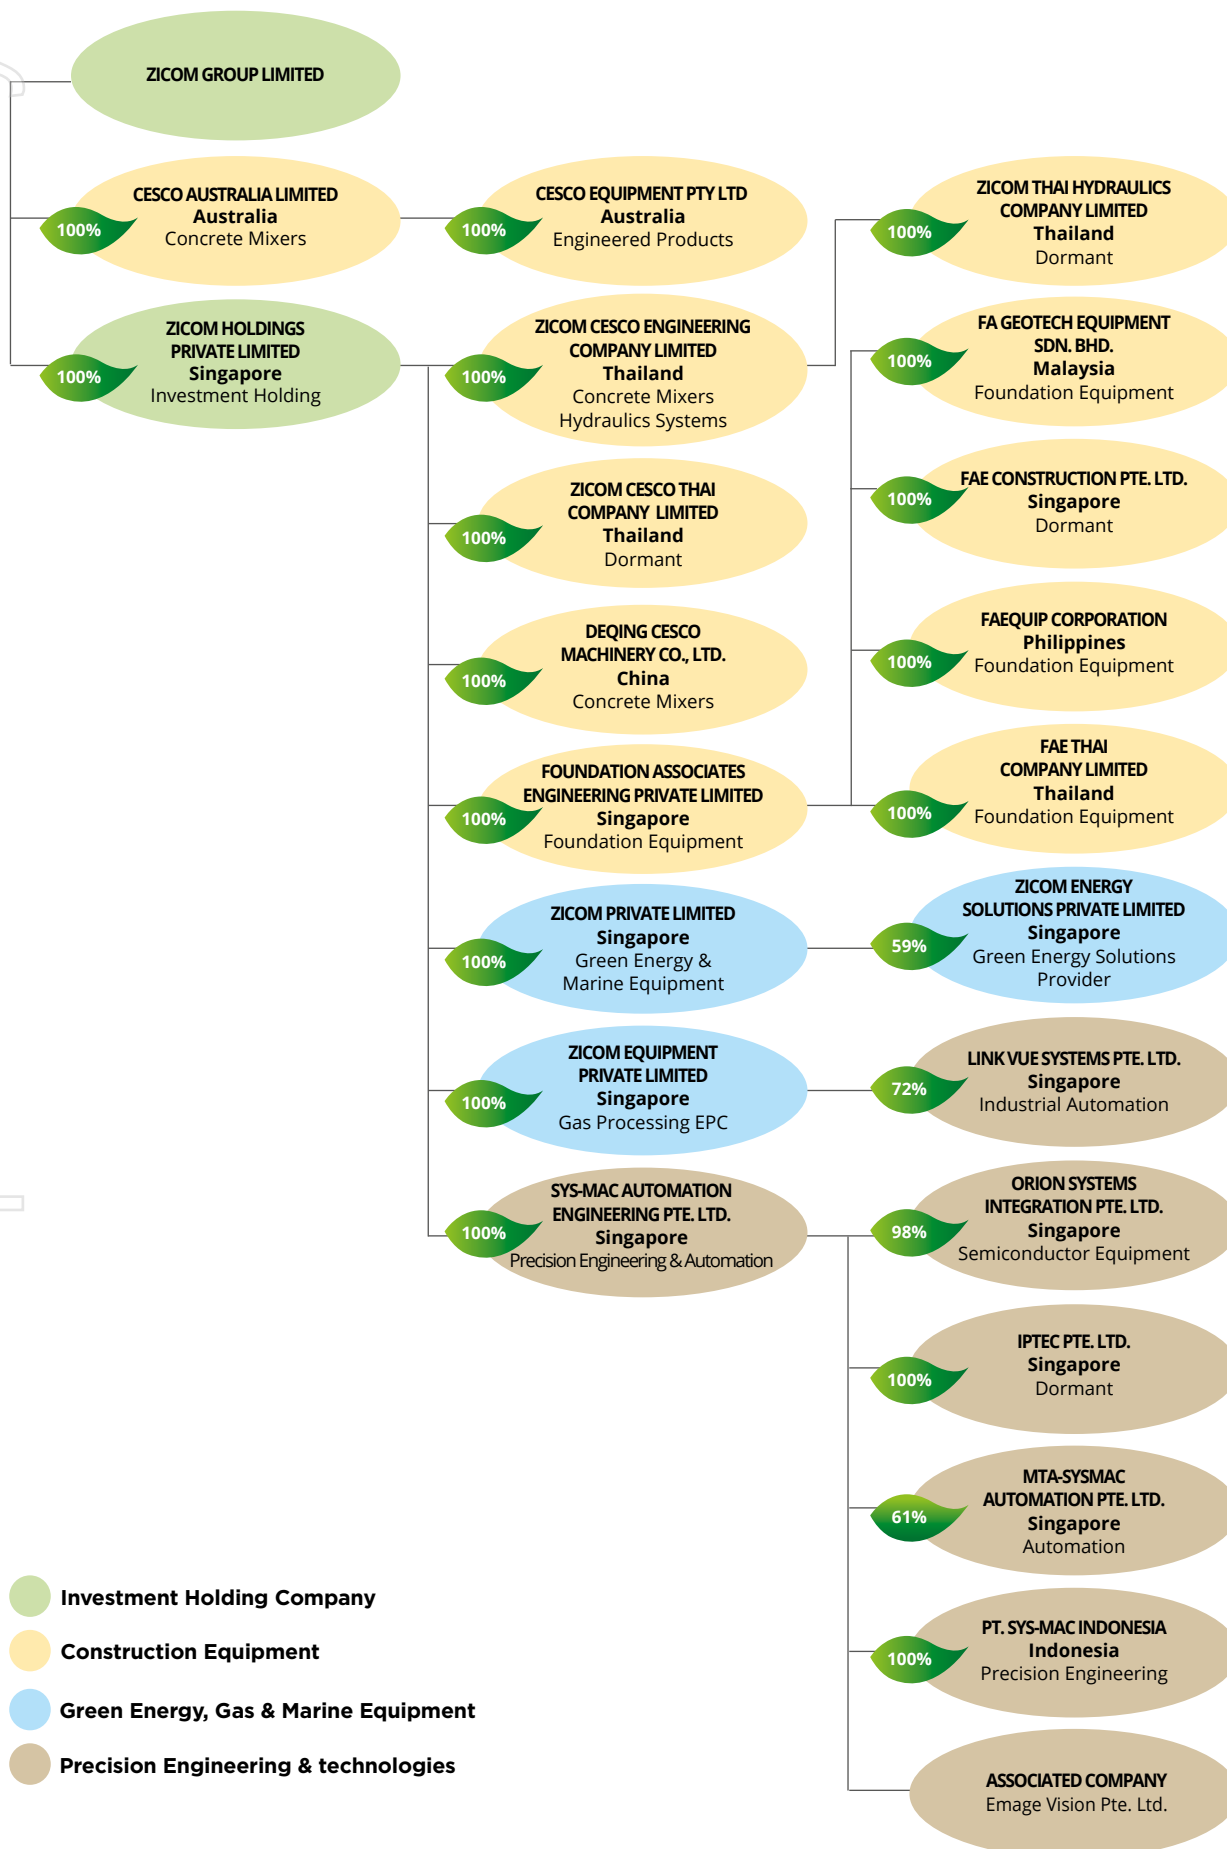 ZICOM GROUP LIMITED
CESCO AUSTRALIA LIMITED
Australia
Concrete Mixers
100%
CESCO EQUIPMENT PTY LTD
Australia
Engineered Products
100%
ZICOM THAI HYDRAULICS
COMPANY LIMITED
Thailand
Dormant
100%
ZICOM HOLDINGS
PRIVATE LIMITED
Singapore
Investment Holding
100%
ZICOM CESCO ENGINEERING
COMPANY LIMITED
Thailand
Concrete Mixers
Hydraulics Systems
100%
FA GEOTECH EQUIPMENT
SDN. BHD.
Malaysia
Foundation Equipment
100%
ZICOM CESCO THAI
COMPANY LIMITED
Thailand
Dormant
100%
FAE CONSTRUCTION PTE. LTD.
Singapore
Dormant
100%
DEQING CESCO
MACHINERY CO., LTD.
China
Concrete Mixers
100%
FAEQUIP CORPORATION
Philippines
Foundation Equipment
100%
FOUNDATION ASSOCIATES
ENGINEERING PRIVATE LIMITED
Singapore
Foundation Equipment
100%
FAE THAI
COMPANY LIMITED
Thailand
Foundation Equipment
100%
ZICOM PRIVATE LIMITED
Singapore
Green Energy &
Marine Equipment
100%
ZICOM ENERGY
SOLUTIONS PRIVATE LIMITED
Singapore
Green Energy Solutions
Provider
59%
ZICOM EQUIPMENT
PRIVATE LIMITED
Singapore
Gas Processing EPC
100%
LINK VUE SYSTEMS PTE. LTD.
Singapore
Industrial Automation
72%
SYS-MAC AUTOMATION
ENGINEERING PTE. LTD.
Singapore
Precision Engineering & Automation
100%
ORION SYSTEMS
INTEGRATION PTE. LTD.
Singapore
Semiconductor Equipment
98%
IPTEC PTE. LTD.
Singapore
Dormant
100%
MTA-SYSMAC
AUTOMATION PTE. LTD.
Singapore
Automation
61%
PT. SYS-MAC INDONESIA
Indonesia
Precision Engineering
100%
ASSOCIATED COMPANY
Emage Vision Pte. Ltd.
Investment Holding Company
Construction Equipment
Green Energy, Gas & Marine Equipment
Precision Engineering & technologies